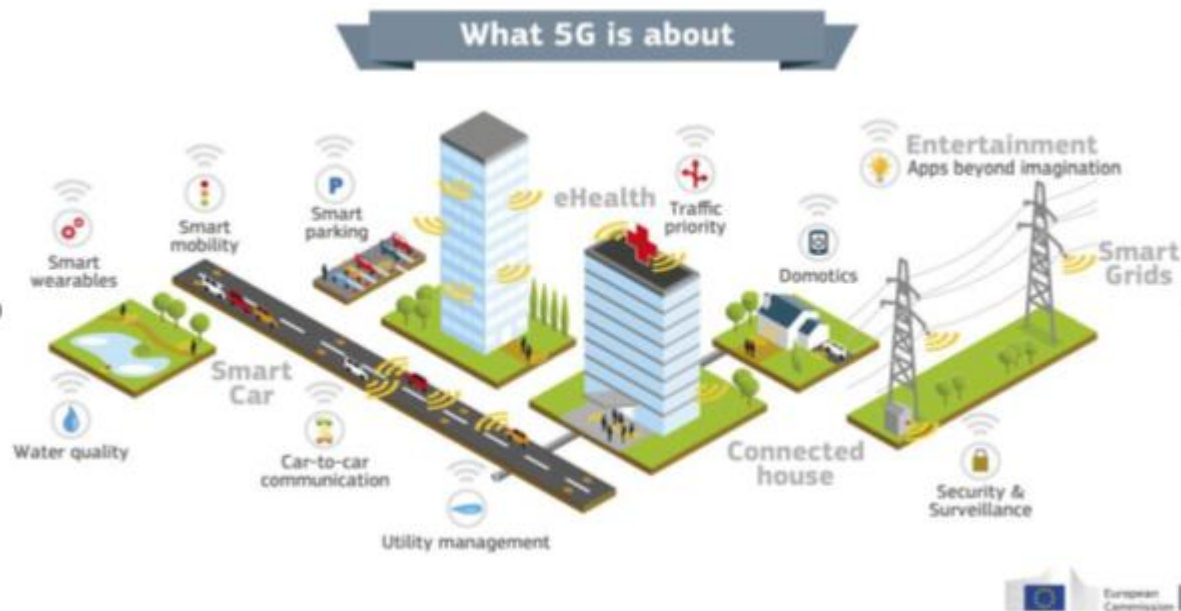 What 5G is about
Entertainment
Apps beyond imagination
eHealth
Traffic
priority
Smart
parking
Smart
mobility
Smart
wearables
Domotics
Smart
Grids
Smart
Car
Water quality
Car-to-car
communication
Connected
house
Security &
Surveillance
Utility management
P
European
Commission